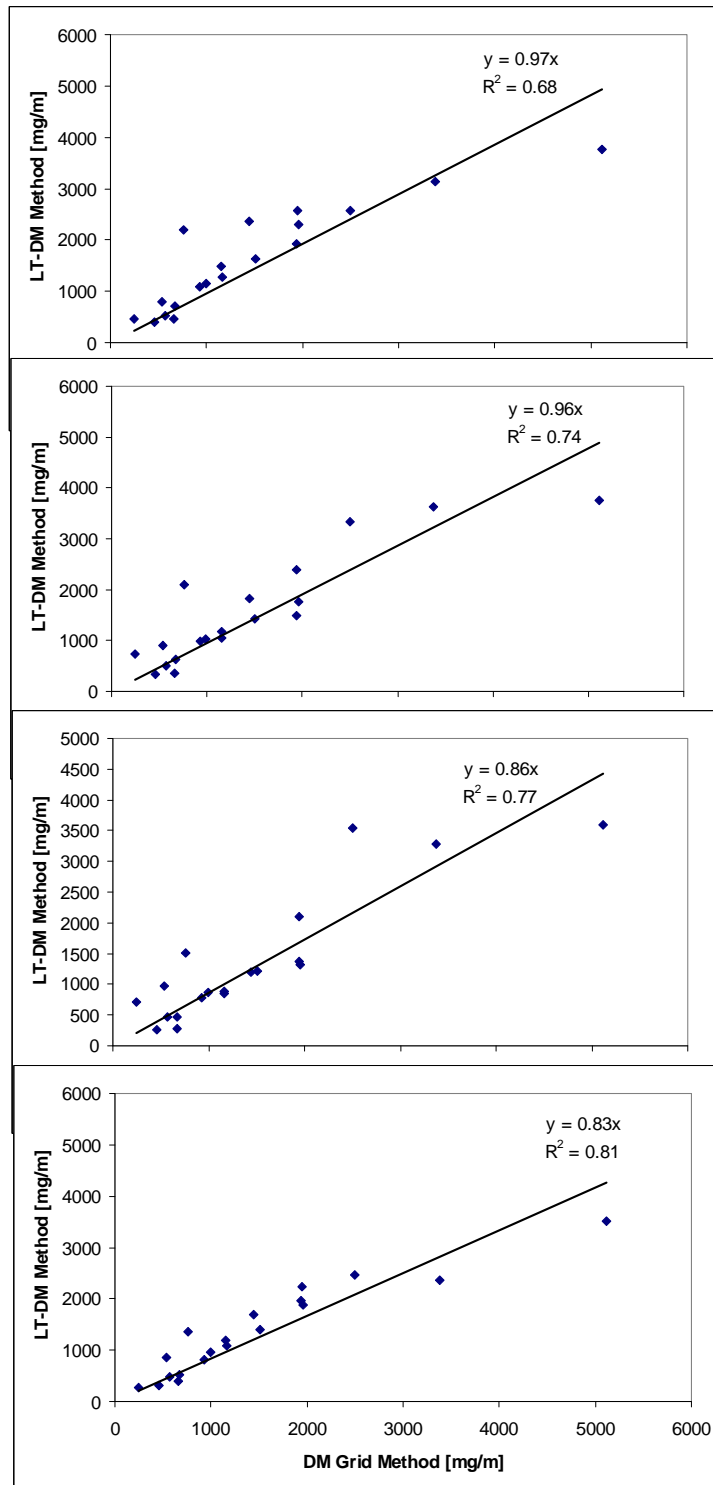 6000
5000
4000
3000
2000
1000
0
LT-DM Method [mg/m]
y = 0.97x
R² = 0.68
6000
5000
4000
3000
2000
1000
0
LT-DM Method [mg/m]
y = 0.96x
R² = 0.74
5000
4500
4000
3500
3000
2500
2000
1500
1000
500
0
LT-DM Method [mg/m]
y = 0.86x
R² = 0.77
6000
5000
4000
3000
2000
1000
0
LT-DM Method [mg/m]
y = 0.83x
R² = 0.81
0 1000 2000 3000 4000 5000 6000
DM Grid Method [mg/m]